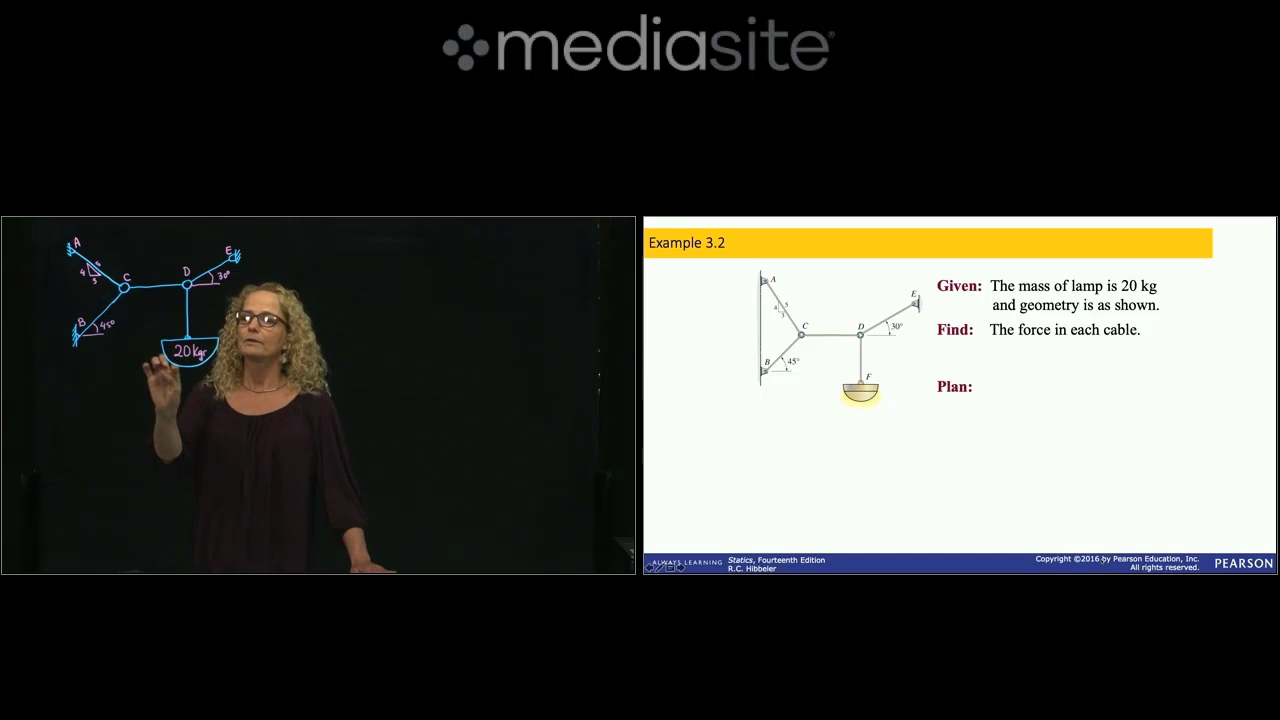 mediasite
A
4
5
3
C
D
E
30°
B
45°
20 Kgr
Example 3.2
A
4
5
3
C
D
E
30°
B
45°
F
Given: The mass of lamp is 20 kg
and geometry is as shown.
Find: The force in each cable.
Plan:
ALWAYS LEARNING
Statics, Fourteenth Edition
R.C. Hibbeler
Copyright ©2016 by Pearson Education, Inc.
All rights reserved.
PEARSON